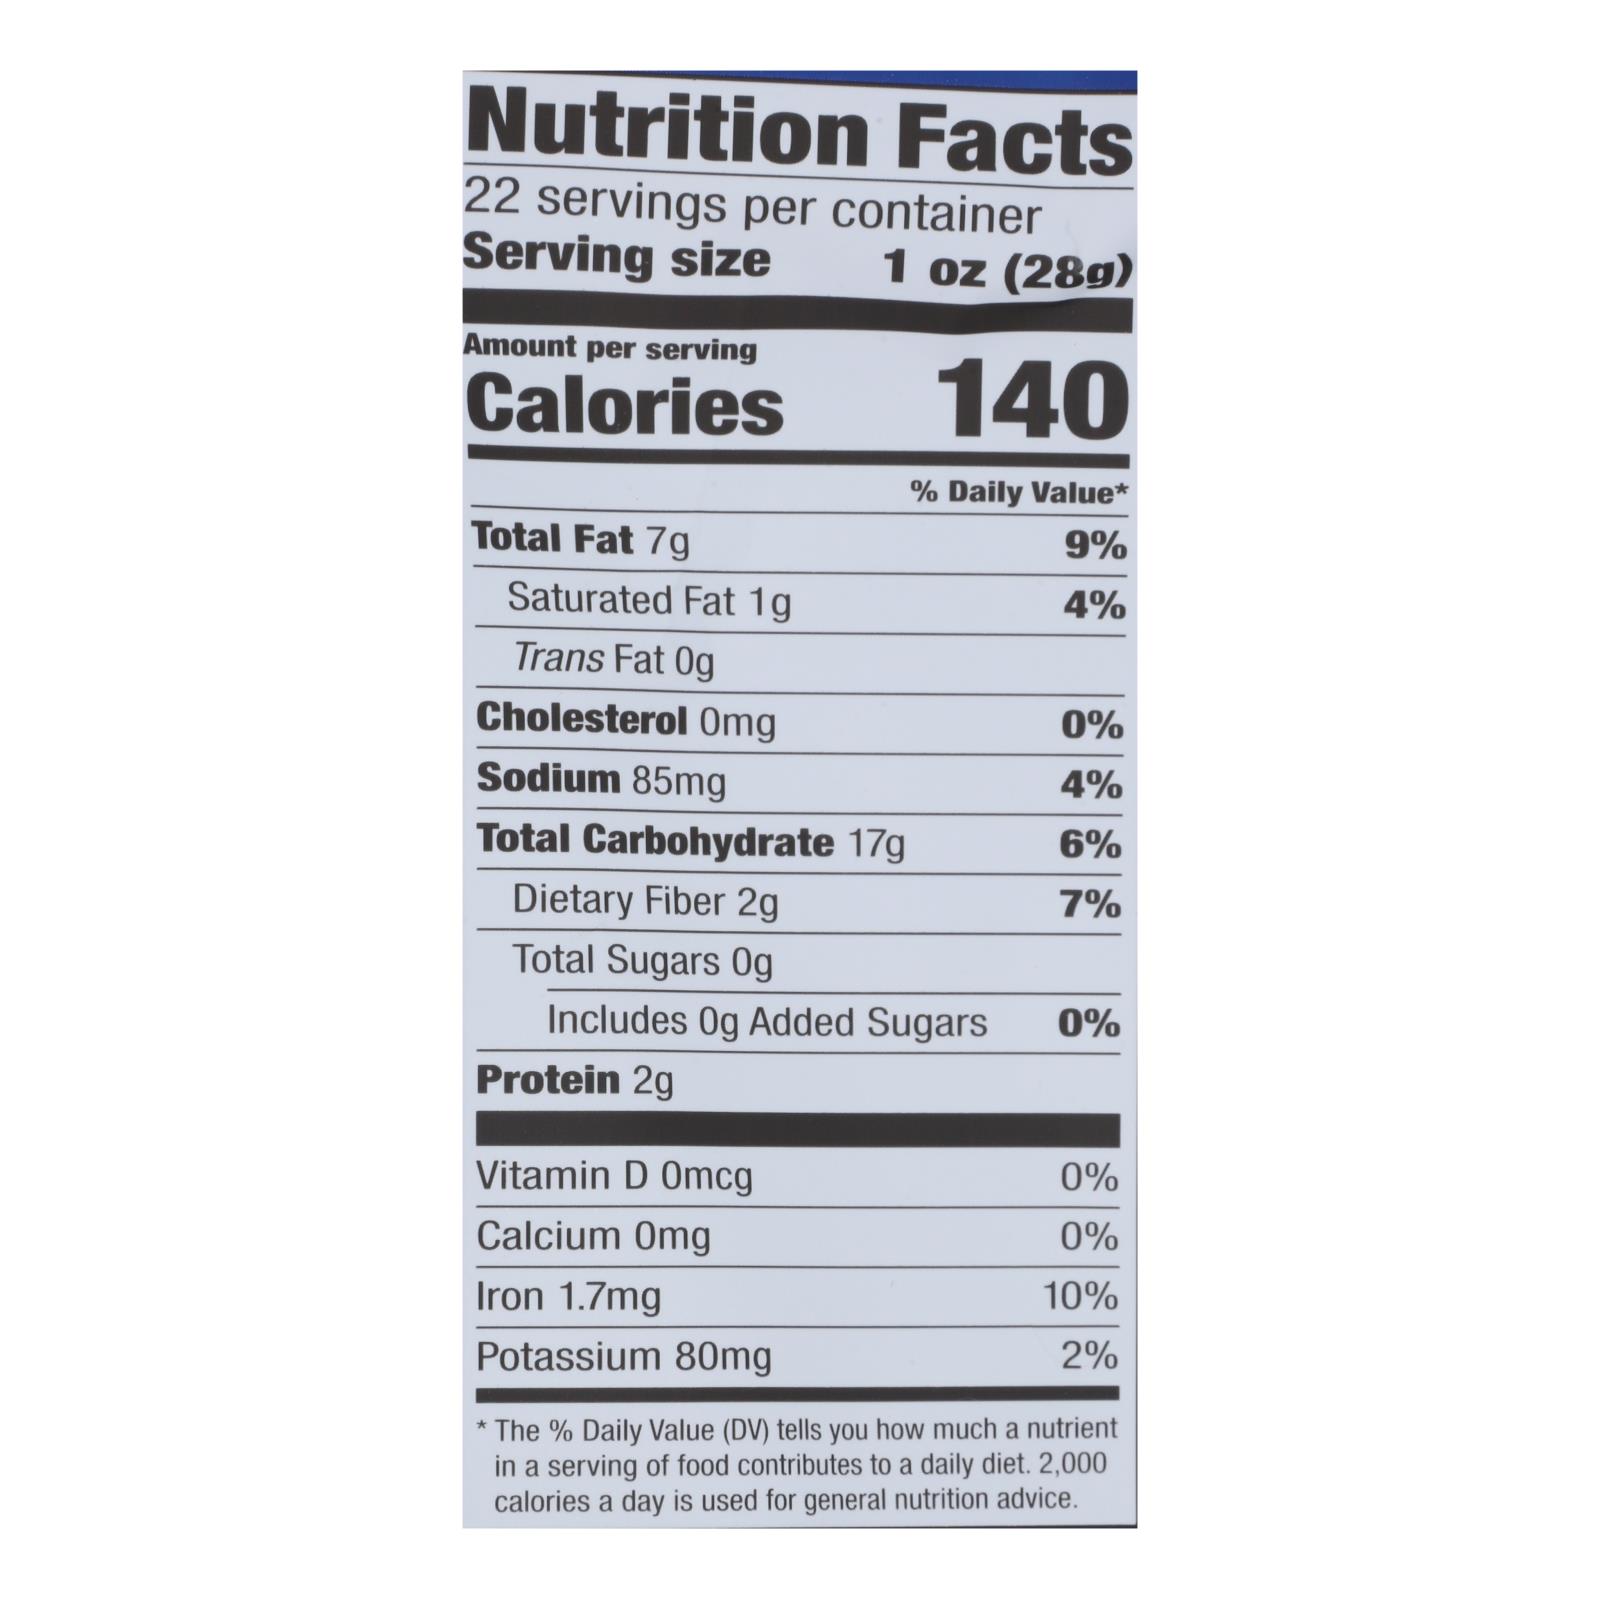 Nutrition Facts
22 servings per container
Serving size 1 oz (28g)
Amount per serving
Calories 140
% Daily Value*
Total Fat 7g 9%
Saturated Fat 1g 4%
Trans Fat 0g
Cholesterol 0mg 0%
Sodium 85mg 4%
Total Carbohydrate 17g 6%
Dietary Fiber 2g 7%
Total Sugars 0g
Includes 0g Added Sugars 0%
Protein 2g
Vitamin D 0mcg 0%
Calcium 0mg 0%
Iron 1.7mg 10%
Potassium 80mg 2%
* The % Daily Value (DV) tells you how much a nutrient
in a serving of food contributes to a daily diet. 2,000
calories a day is used for general nutrition advice.